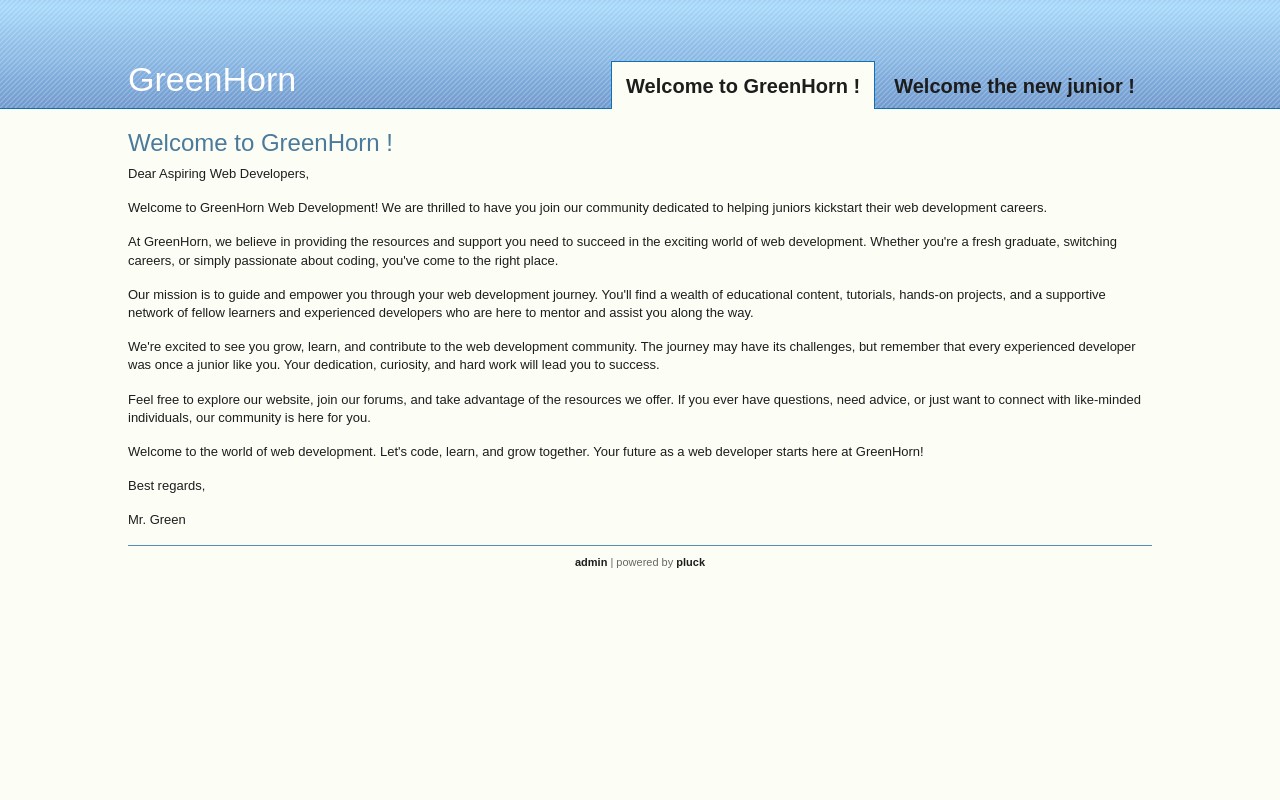 GreenHorn
Welcome to GreenHorn !
Welcome the new junior !
Welcome to GreenHorn !
Dear Aspiring Web Developers,
Welcome to GreenHorn Web Development! We are thrilled to have you join our community dedicated to helping juniors kickstart their web development careers.
At GreenHorn, we believe in providing the resources and support you need to succeed in the exciting world of web development. Whether you're a fresh graduate, switching
careers, or simply passionate about coding, you've come to the right place.
Our mission is to guide and empower you through your web development journey. You'll find a wealth of educational content, tutorials, hands-on projects, and a supportive
network of fellow learners and experienced developers who are here to mentor and assist you along the way.
We're excited to see you grow, learn, and contribute to the web development community. The journey may have its challenges, but remember that every experienced developer
was once a junior like you. Your dedication, curiosity, and hard work will lead you to success.
Feel free to explore our website, join our forums, and take advantage of the resources we offer. If you ever have questions, need advice, or just want to connect with like-minded
individuals, our community is here for you.
Welcome to the world of web development. Let's code, learn, and grow together. Your future as a web developer starts here at GreenHorn!
Best regards,
Mr. Green
admin | powered by pluck